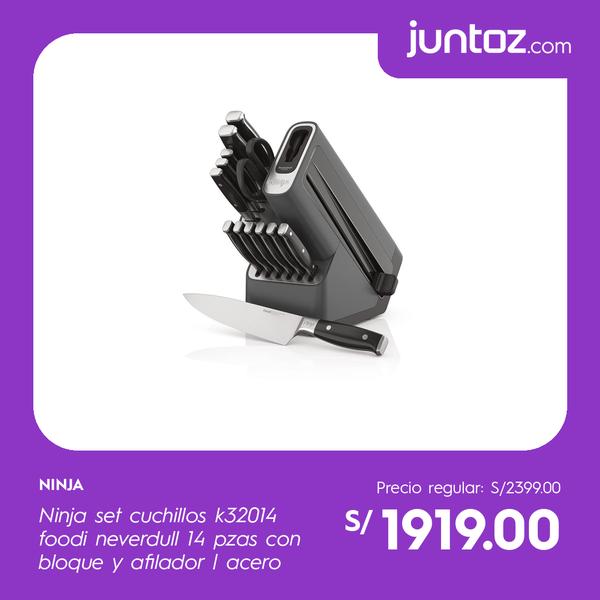 juntoz.com
NINJA
Ninja set cuchillos k32014
foodi neverdull 14 pzas con
bloque y afilador | acero
Precio regular: S/2399.00
S/ 1919.00